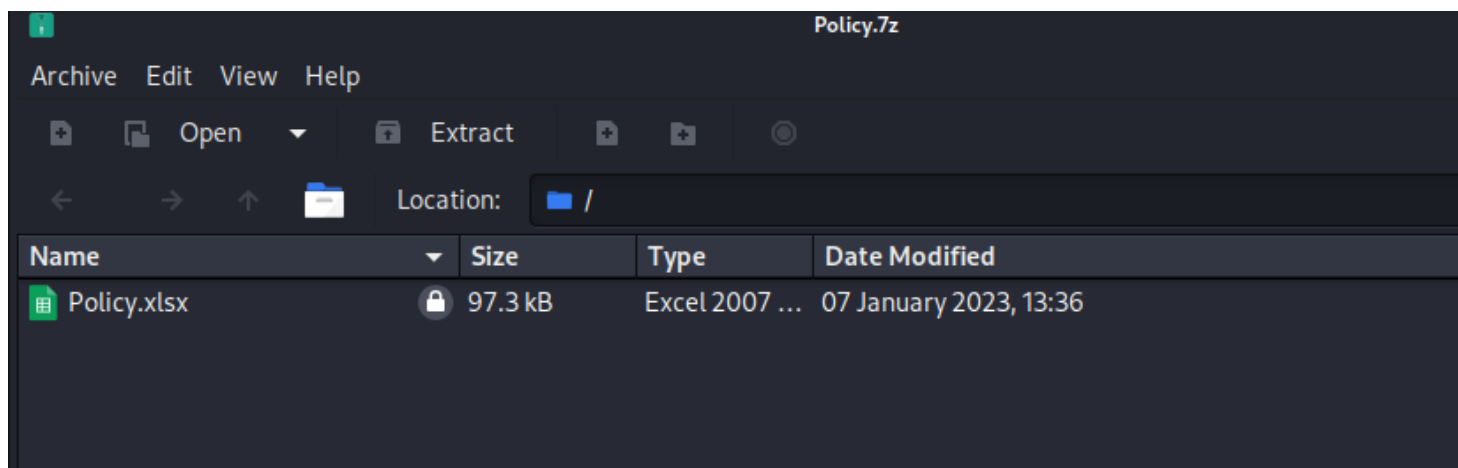 Policy.7z
Archive Edit View Help
Open Extract
Location: /
Name Size Type Date Modified
Policy.xlsx 97.3 kB Excel 2007 ... 07 January 2023, 13:36